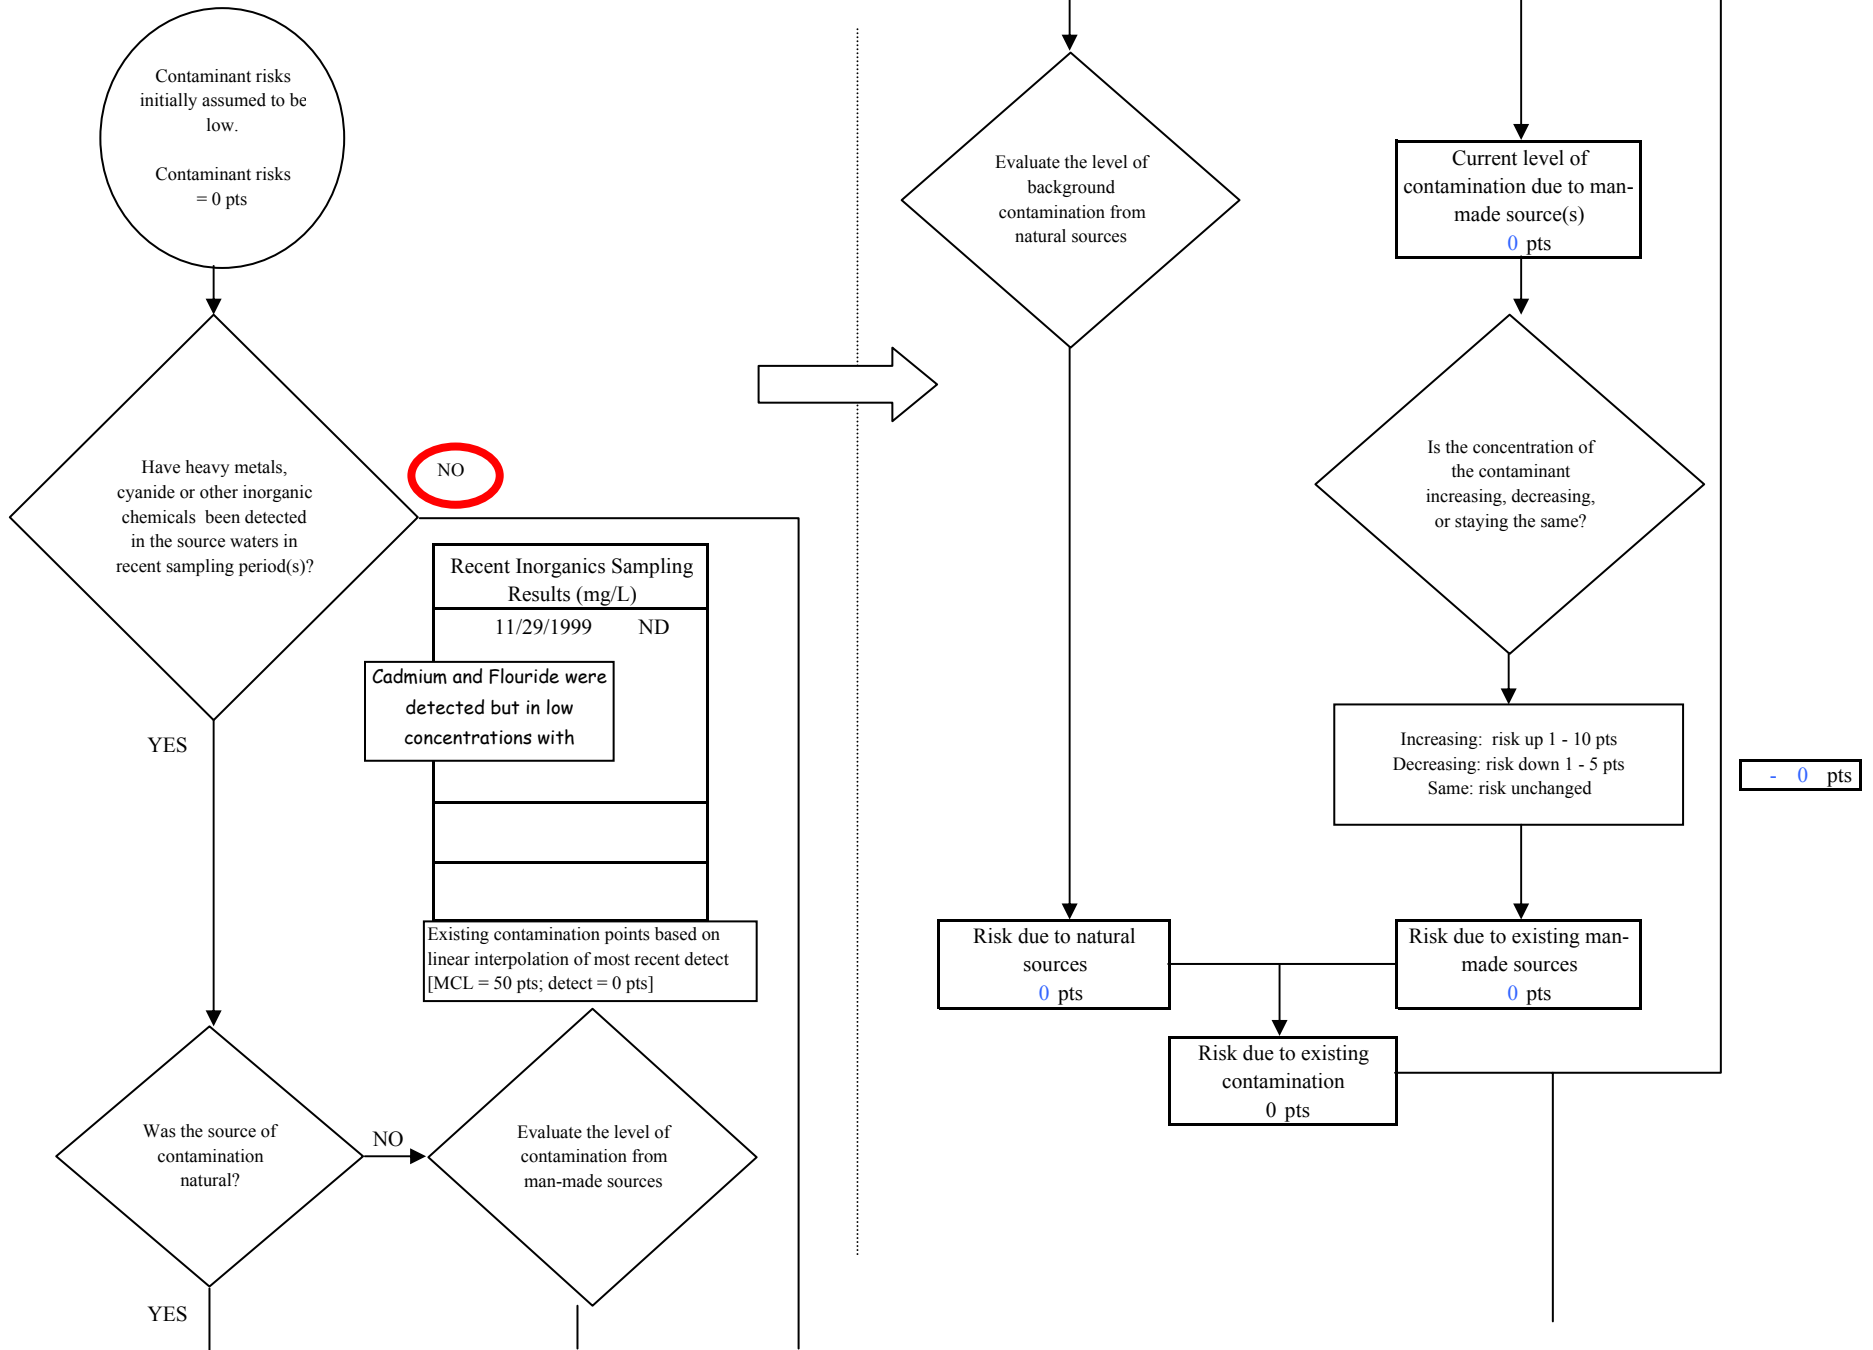 Contaminant risks
initially assumed to be
low.
Contaminant risks
= 0 pts
Have heavy metals,
cyanide or other inorganic
chemicals been detected
in the source waters in
recent sampling period(s)?
NO
YES
Recent Inorganics Sampling
Results (mg/L)
11/29/1999 ND
Cadmium and Flouride were
detected but in low
concentrations with
Existing contamination points based on
linear interpolation of most recent detect
[MCL = 50 pts; detect = 0 pts]
Was the source of
contamination
natural?
NO
YES
Evaluate the level of
contamination from
man-made sources
Evaluate the level of
background
contamination from
natural sources
Current level of
contamination due to man-
made source(s)
0 pts
Is the concentration of
the contaminant
increasing, decreasing,
or staying the same?
Increasing: risk up 1 - 10 pts
Decreasing: risk down 1 - 5 pts
Same: risk unchanged
- 0 pts
Risk due to natural
sources
0 pts
Risk due to existing man-
made sources
0 pts
Risk due to existing
contamination
0 pts